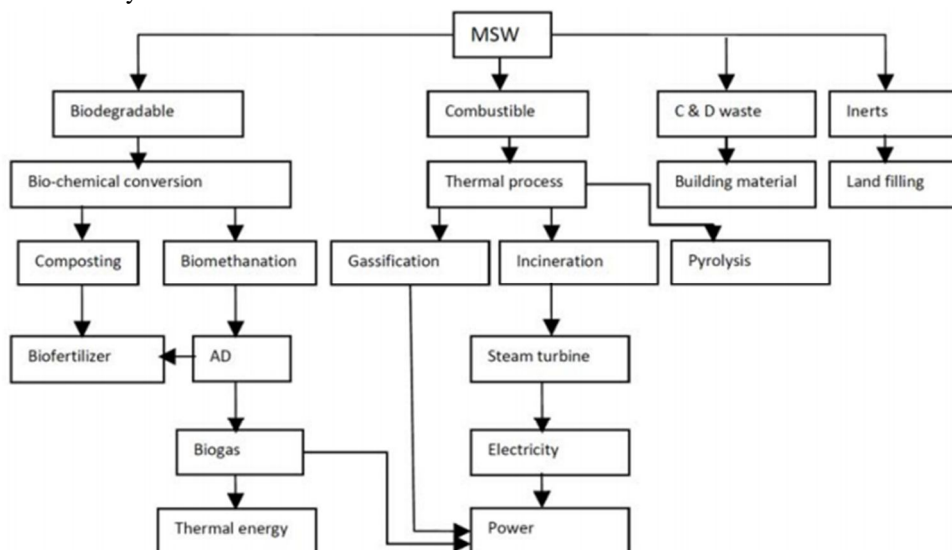 MSW
Biodegradable
Combustible
C & D waste
Inerts
Bio-chemical conversion
Thermal process
Building material
Land filling
Composting
Biomethanation
Gassification
Incineration
Pyrolysis
Biofertilizer
AD
Steam turbine
Biogas
Electricity
Thermal energy
Power